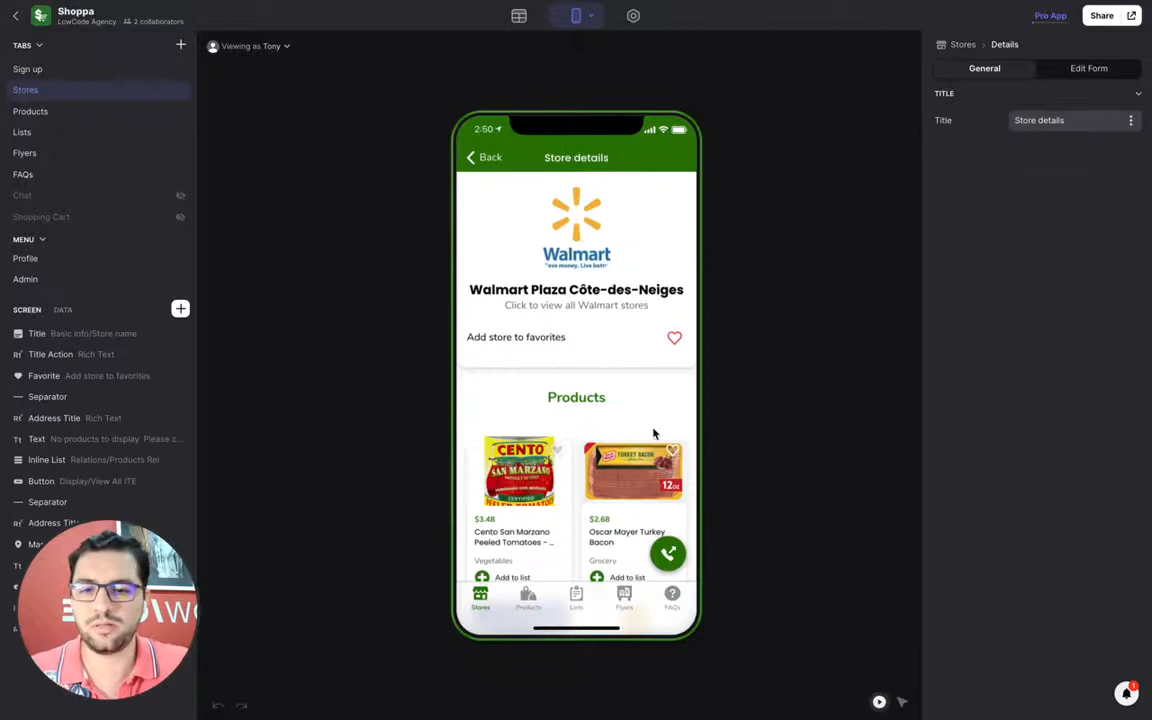 Shoppa
LowCode Agency · 2 collaborators
Pro App
Share
TABS
Sign up
Stores
Products
Lists
Flyers
FAQs
Chat
Shopping Cart
MENU
Profile
Admin
SCREEN DATA
Title Basic info/Store name
Title Action Rich Text
Favorite Add store to favorites
Separator
Address Title Rich Text
Text No products to display Please c...
Inline List Relations/Products Rel
Button Display/View All ITE
Separator
Address
Viewing as Tony
2:50
Back
Store details
Walmart
Walmart Plaza Côte-des-Neiges
Click to view all Walmart stores
Add store to favorites
Products
CENTO
SAN MARZANO
CERTIFIED
TURKEY BACON
12oz
$3.48
Cento San Marzano
Peeled Tomatoes - ...
Vegetables
Add to list
$2.68
Oscar Mayer Turkey
Bacon
Grocery
Add to list
Stores
Products
Lists
Flyers
FAQs
Stores > Details
General
Edit Form
TITLE
Title
Store details
1